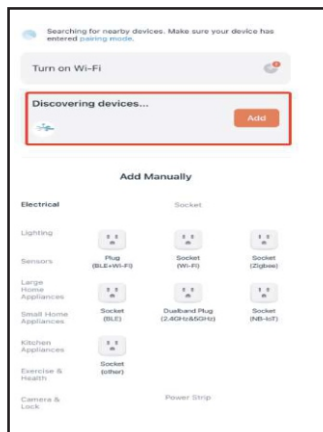 Searching for nearby devices. Make sure your device has
entered pairing mode.
Turn on Wi-Fi
Discovering devices...
Add
Add Manually
Electrical
Socket
Lighting
Plug
(BLE+Wi-Fi)
Socket
(Wi-Fi)
Socket
(Zigbee)
Sensors
Large
Home
Appliances
Socket
(BLE)
Dualband Plug
(2.4GHz&5GHz)
Socket
(NB-IoT)
Small Home
Appliances
Kitchen
Appliances
Socket
(other)
Exercise &
Health
Camera &
Lock
Power Strip